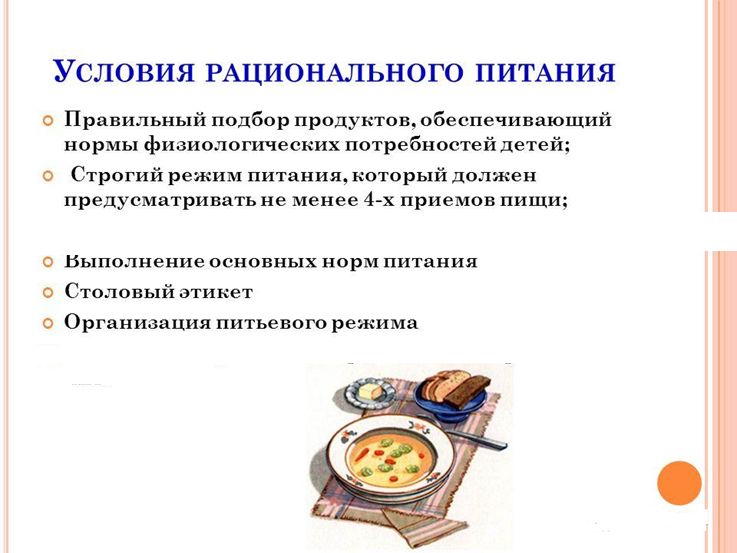 Условия рационального питания
Правильный подбор продуктов, обеспечивающий
нормы физиологических потребностей детей;
Строгий режим питания, который должен
предусматривать не менее 4-х приемов пищи;
Выполнение основных норм питания
Столовый этикет
Организация питьевого режима